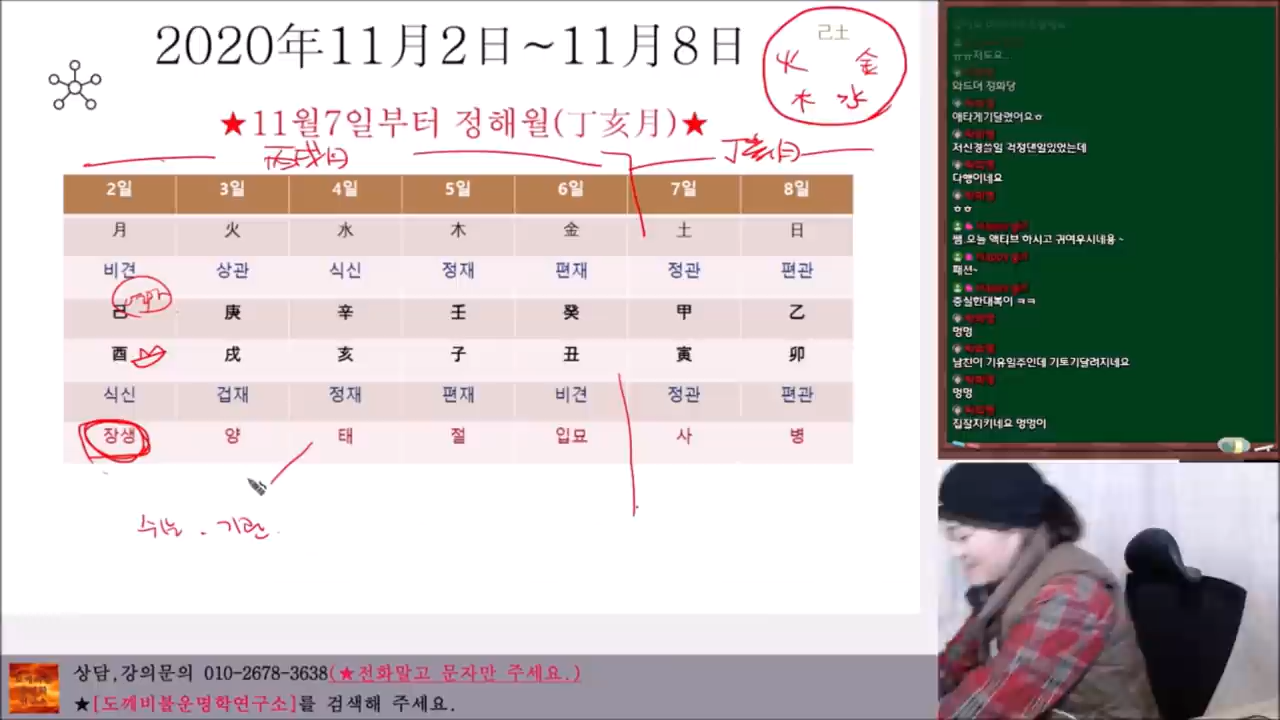 2020年11月2日~11月8日
己土
火 金
木 水
★11월7일부터 정해월(丁亥月)★
丙戌月 丁亥月
2일 3일 4일 5일 6일 7일 8일
月 火 水 木 金 土 日
비견 상관 식신 정재 편재 정관 편관
己 庚 辛 壬 癸 甲 乙
酉 戌 亥 子 丑 寅 卯
식신 겁재 정재 편재 비견 정관 편관
장생 양 태 절 입묘 사 병
상담,강의문의 010-2678-3638(★전화말고 문자만 주세요.)
★[도깨비불운명학연구소]를 검색해 주세요.
ㅠㅠ저도요...
와드더 정화당
애타게기달렸어요ㅎ
저신경쓸일 걱정댄일있었는데
다행이네요
ㅎㅎ
쌤 오늘 액티브 하시고 귀여우시네용 ~
패션~
충실한대복이 ㅋㅋ
멍멍
남친이 기유일주인데 기토기달려지네요
멍멍
집잘지키네요 멍멍이